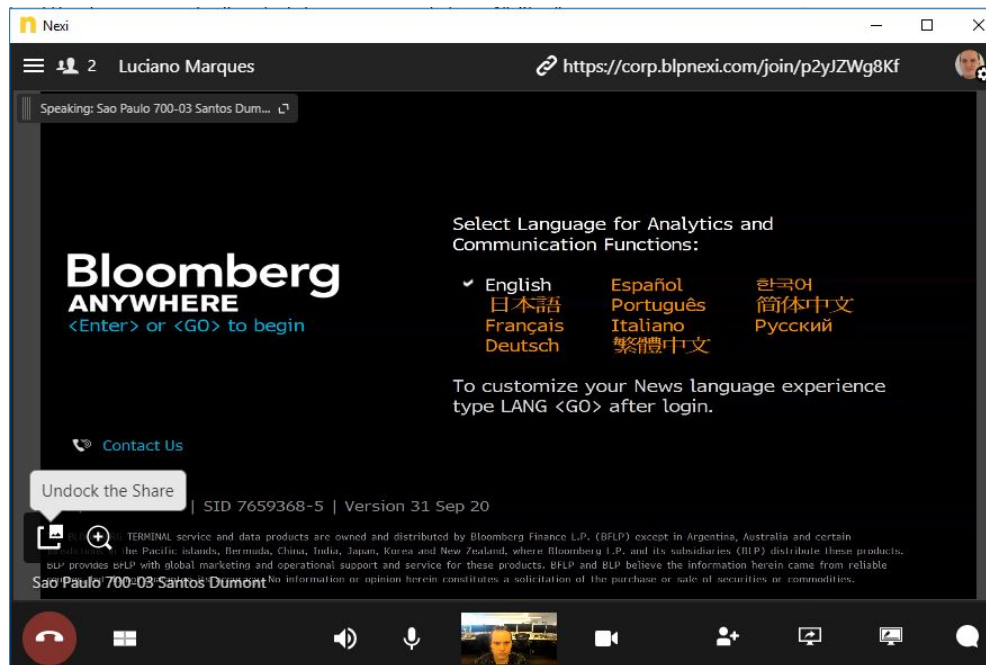 Nexi
2 Luciano Marques https://corp.blpnexi.com/join/p2yJZWg8Kf
Speaking: Sao Paulo 700-03 Santos Dum...
Select Language for Analytics and
Communication Functions:
Bloomberg
ANYWHERE
<Enter> or <GO> to begin
English Español 한국어
日本語 Português 简体中文
Français Italiano Русский
Deutsch 繁體中文
To customize your News language experience
type LANG <GO> after login.
Contact Us
Undock the Share
| SID 7659368-5 | Version 31 Sep 20
TERMINAL service and data products are owned and distributed by Bloomberg Finance L.P. (BFLP) except in Argentina, Australia and certain
in the Pacific islands, Bermuda, China, India, Japan, Korea and New Zealand, where Bloomberg L.P. and its subsidiaries (BLP) distribute these products.
BLP provides BFLP with global marketing and operational support and service for these products. BFLP and BLP believe the information herein came from reliable
No information or opinion herein constitutes a solicitation of the purchase or sale of securities or commodities.
Sao Paulo 700-03 Santos Dumont